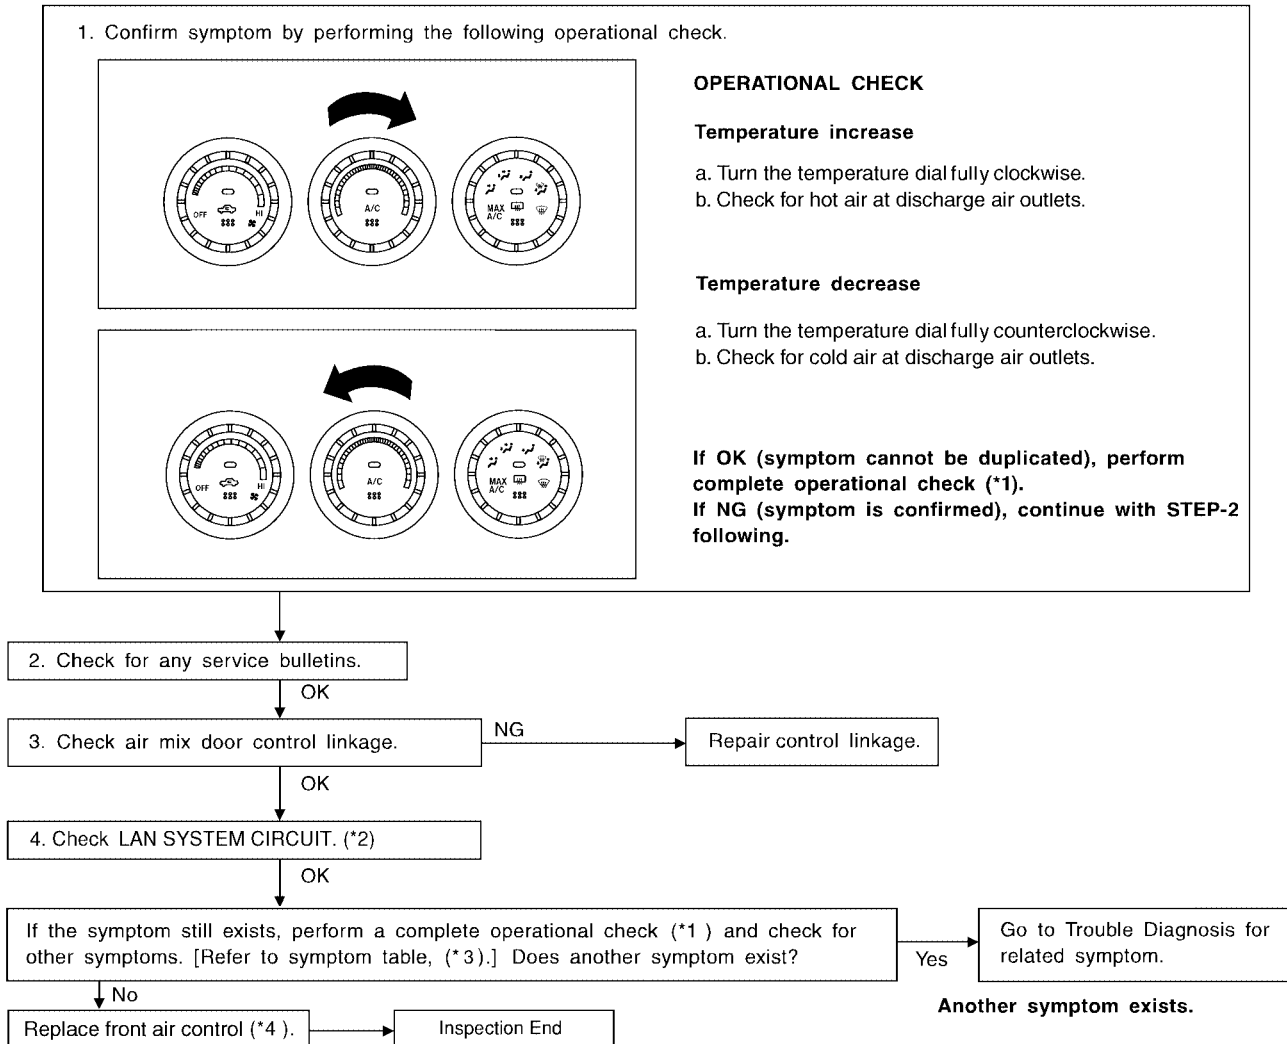 1. Confirm symptom by performing the following operational check.
OFF
HI
A/C
MAX
A/C
OPERATIONAL CHECK
Temperature increase
a. Turn the temperature dial fully clockwise.
b. Check for hot air at discharge air outlets.
OFF
HI
A/C
MAX
A/C
Temperature decrease
a. Turn the temperature dial fully counterclockwise.
b. Check for cold air at discharge air outlets.
If OK (symptom cannot be duplicated), perform
complete operational check (*1).
If NG (symptom is confirmed), continue with STEP-2
following.
2. Check for any service bulletins.
OK
3. Check air mix door control linkage.
NG
Repair control linkage.
OK
4. Check LAN SYSTEM CIRCUIT. (*2)
OK
If the symptom still exists, perform a complete operational check (*1 ) and check for
other symptoms. [Refer to symptom table, (*3).] Does another symptom exist?
Yes
Go to Trouble Diagnosis for
related symptom.
Another symptom exists.
No
Replace front air control (*4 ).
Inspection End